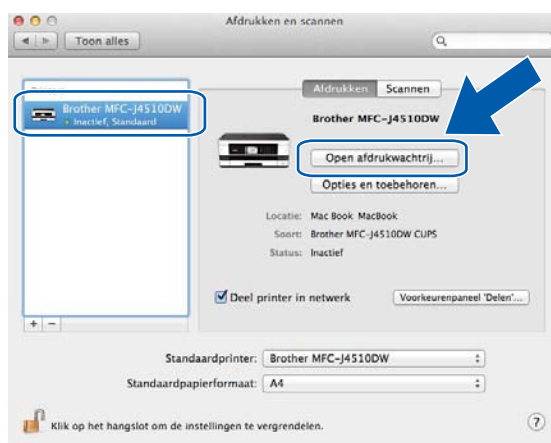 Afdrukken en scannen
Toon alles
Afdrukken Scannen
Brother MFC-J4510DW
Inactief, Standaard
Brother MFC-J4510DW
Open afdrukwachtrij...
Opties en toebehoren...
Locatie: Mac Book MacBook
Soort: Brother MFC-J4510DW CUPS
Status: Inactief
Deel printer in netwerk
Voorkeurenpaneel 'Delen'...
+ −
Standaardprinter: Brother MFC-J4510DW
Standaardpapierformaat: A4
Klik op het hangslot om de instellingen te vergrendelen.
?